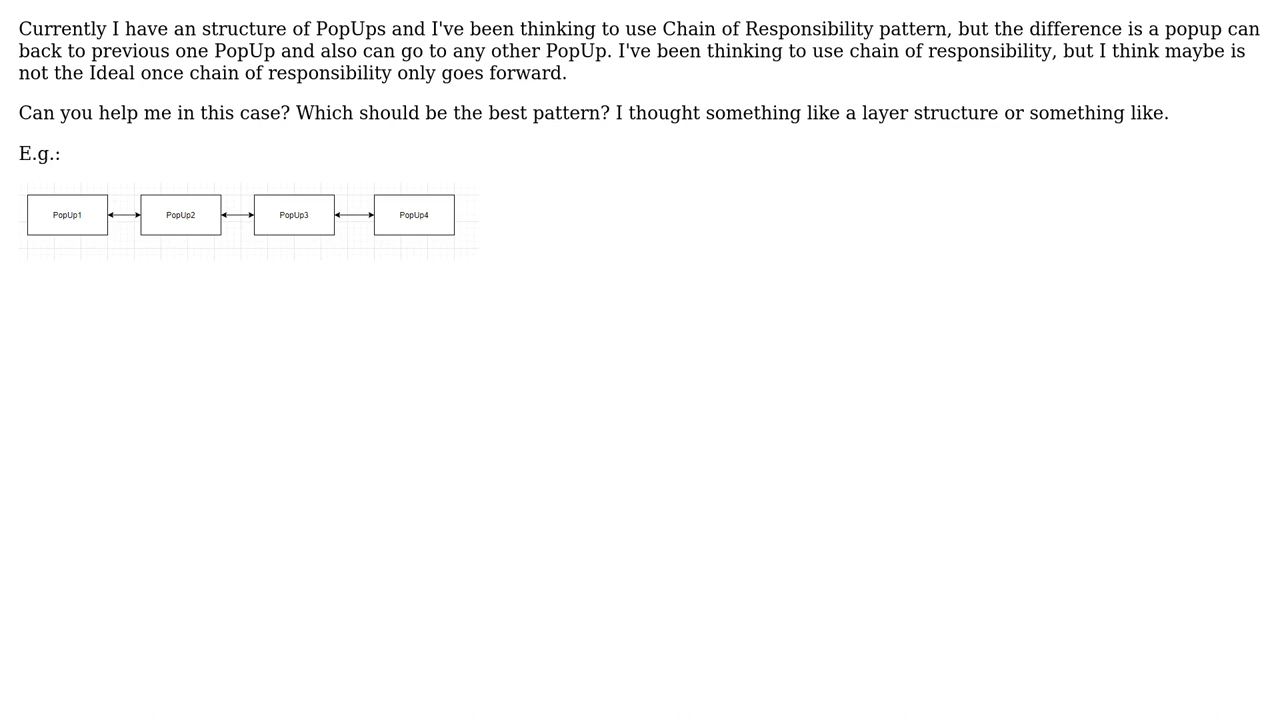 Currently I have an structure of PopUps and I've been thinking to use Chain of Responsibility pattern, but the difference is a popup can
back to previous one PopUp and also can go to any other PopUp. I've been thinking to use chain of responsibility, but I think maybe is
not the Ideal once chain of responsibility only goes forward.
Can you help me in this case? Which should be the best pattern? I thought something like a layer structure or something like.
E.g.:
PopUp1 PopUp2 PopUp3 PopUp4